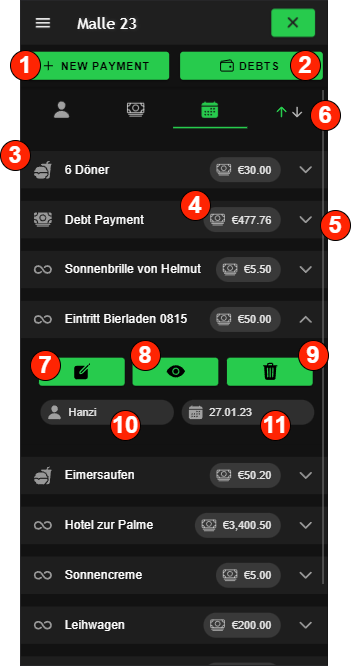 Malle 23
1 + NEW PAYMENT DEBTS 2
6
3
6 Döner €30.00
4
Debt Payment €477.76
5
Sonnenbrille von Helmut €5.50
Eintritt Bierladen 0815 €50.00
7 8 9
Hanzi 27.01.23
10 11
Eimersaufen €50.20
Hotel zur Palme €3,400.50
Sonnencreme €5.00
Leihwagen €200.00